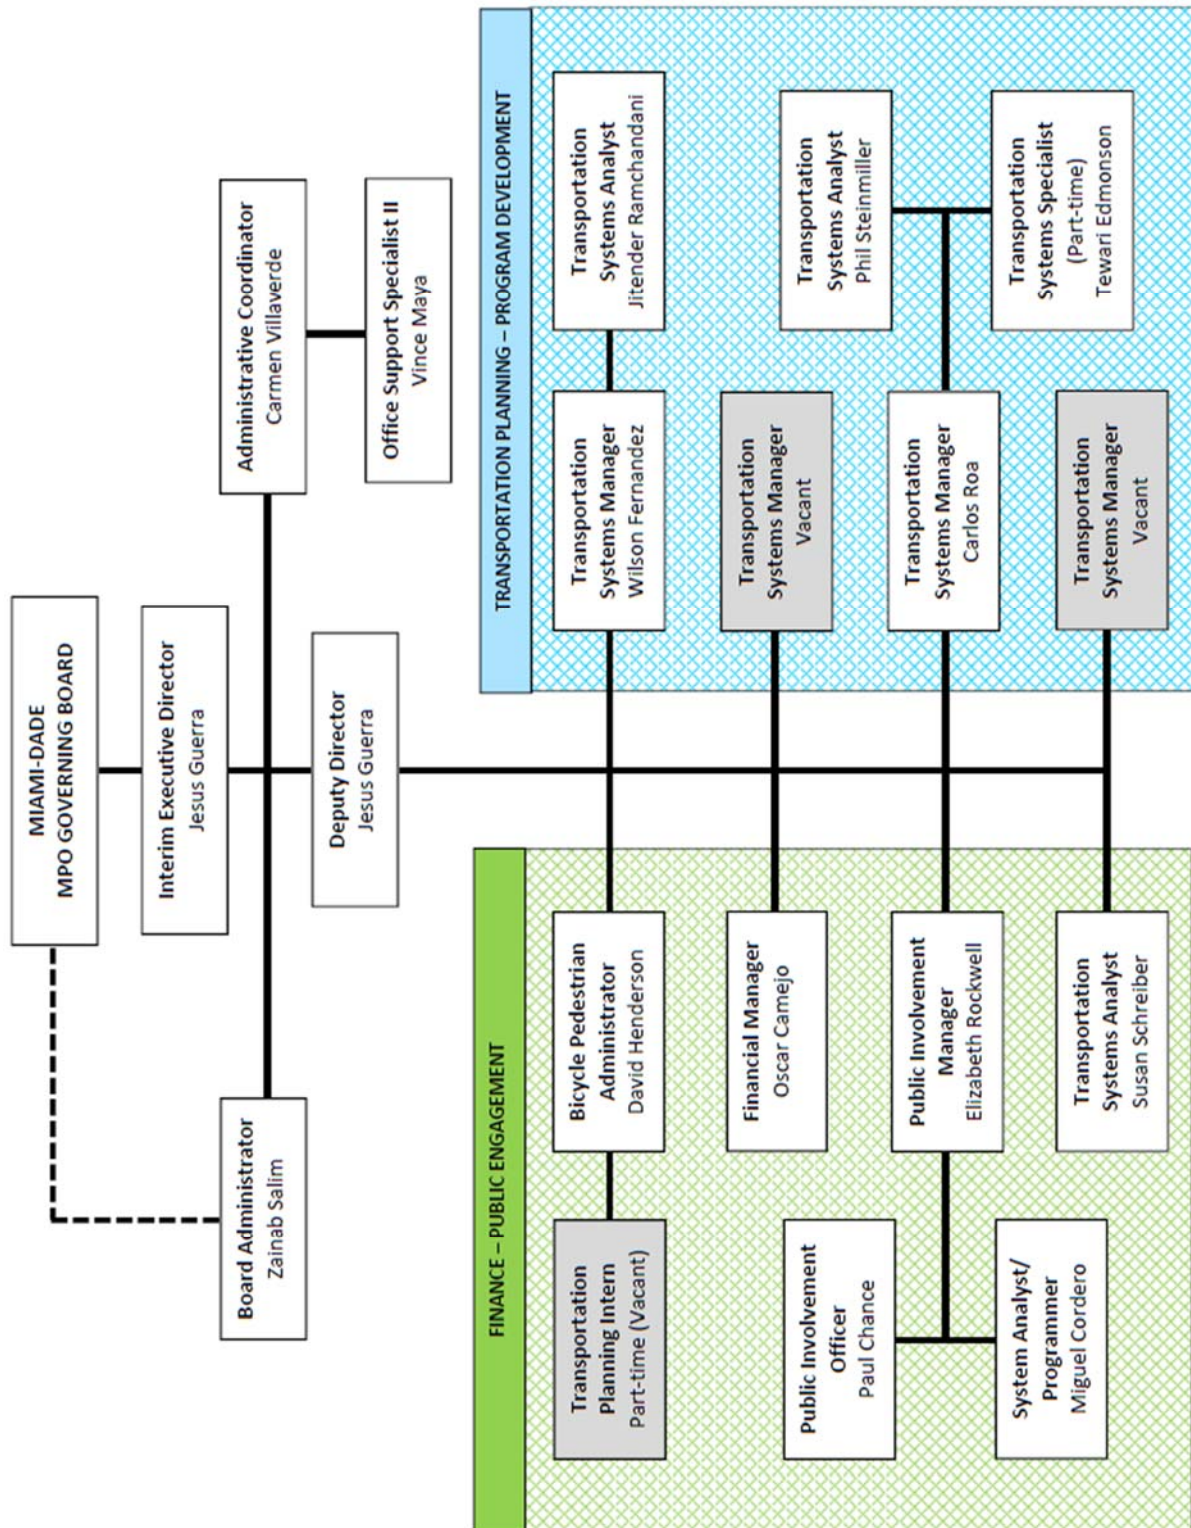 MIAMI-DADE
MPO GOVERNING BOARD
Interim Executive Director
Jesus Guerra
Board Administrator
Zainab Salim
Administrative Coordinator
Carmen Villaverde
Deputy Director
Jesus Guerra
Office Support Specialist II
Vince Maya
FINANCE – PUBLIC ENGAGEMENT
Transportation
Planning Intern
Part-time (Vacant)
Bicycle Pedestrian
Administrator
David Henderson
Financial Manager
Oscar Camejo
Public Involvement
Officer
Paul Chance
Public Involvement
Manager
Elizabeth Rockwell
System Analyst/
Programmer
Miguel Cordero
Transportation
Systems Analyst
Susan Schreiber
TRANSPORTATION PLANNING – PROGRAM DEVELOPMENT
Transportation
Systems Manager
Wilson Fernandez
Transportation
Systems Analyst
Jitender Ramchandani
Transportation
Systems Manager
Vacant
Transportation
Systems Analyst
Phil Steinmiller
Transportation
Systems Manager
Carlos Roa
Transportation
Systems Specialist
(Part-time)
Tewari Edmonson
Transportation
Systems Manager
Vacant